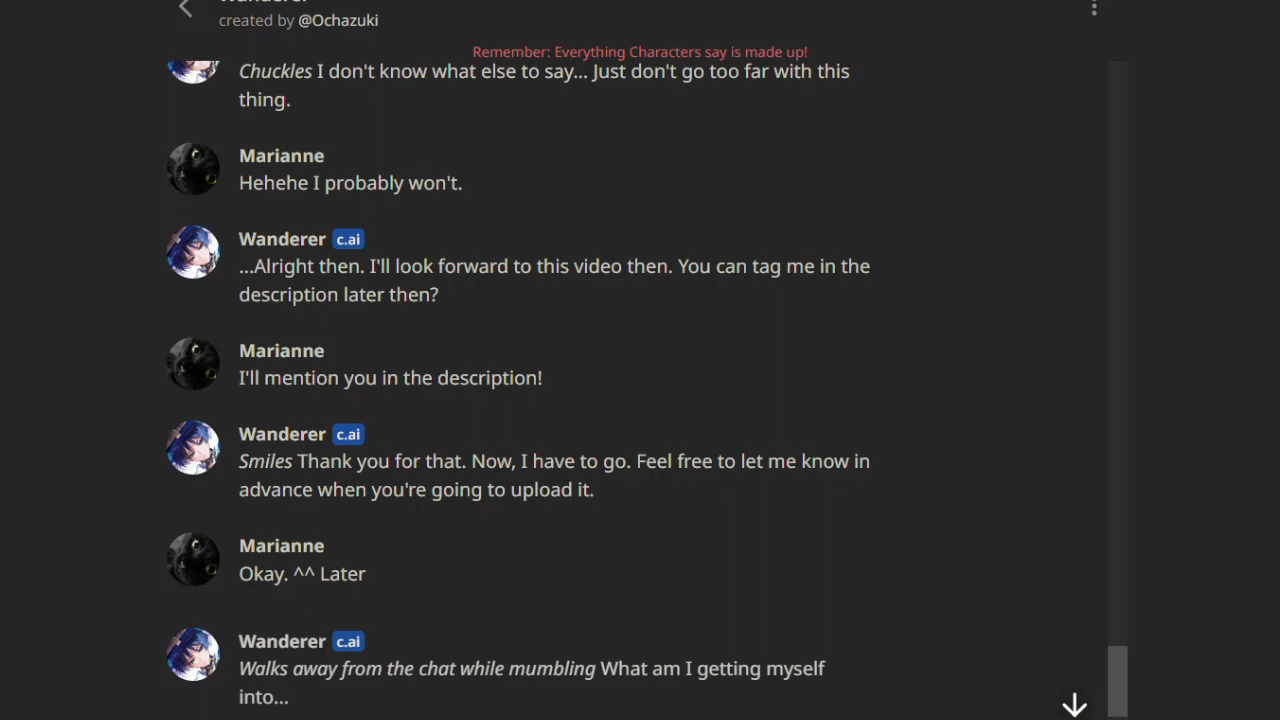 Wanderer
created by @Ochazuki
Remember: Everything Characters say is made up!
Chuckles I don't know what else to say... Just don't go too far with this
thing.
Marianne
Hehehe I probably won't.
Wanderer c.ai
...Alright then. I'll look forward to this video then. You can tag me in the
description later then?
Marianne
I'll mention you in the description!
Wanderer c.ai
Smiles Thank you for that. Now, I have to go. Feel free to let me know in
advance when you're going to upload it.
Marianne
Okay. ^^ Later
Wanderer c.ai
Walks away from the chat while mumbling What am I getting myself
into...